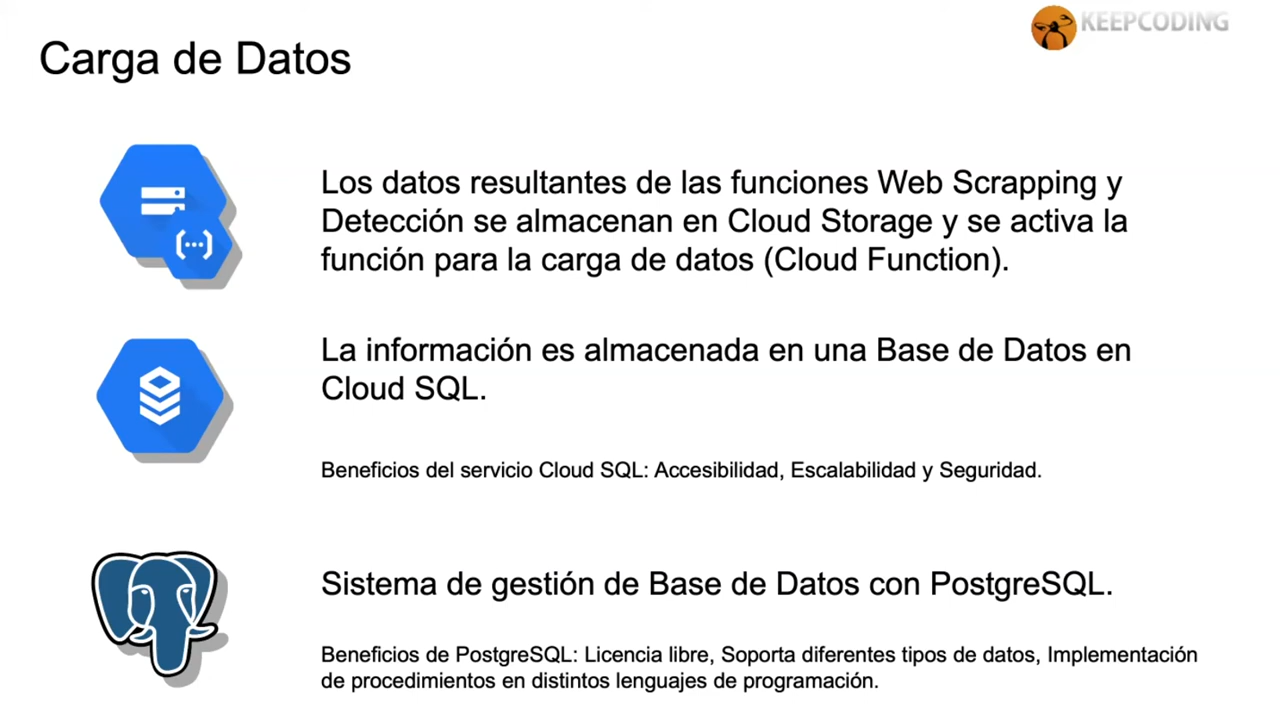 KEEPCODING
Carga de Datos
Los datos resultantes de las funciones Web Scrapping y
Detección se almacenan en Cloud Storage y se activa la
función para la carga de datos (Cloud Function).
La información es almacenada en una Base de Datos en
Cloud SQL.
Beneficios del servicio Cloud SQL: Accesibilidad, Escalabilidad y Seguridad.
Sistema de gestión de Base de Datos con PostgreSQL.
Beneficios de PostgreSQL: Licencia libre, Soporta diferentes tipos de datos, Implementación
de procedimientos en distintos lenguajes de programación.